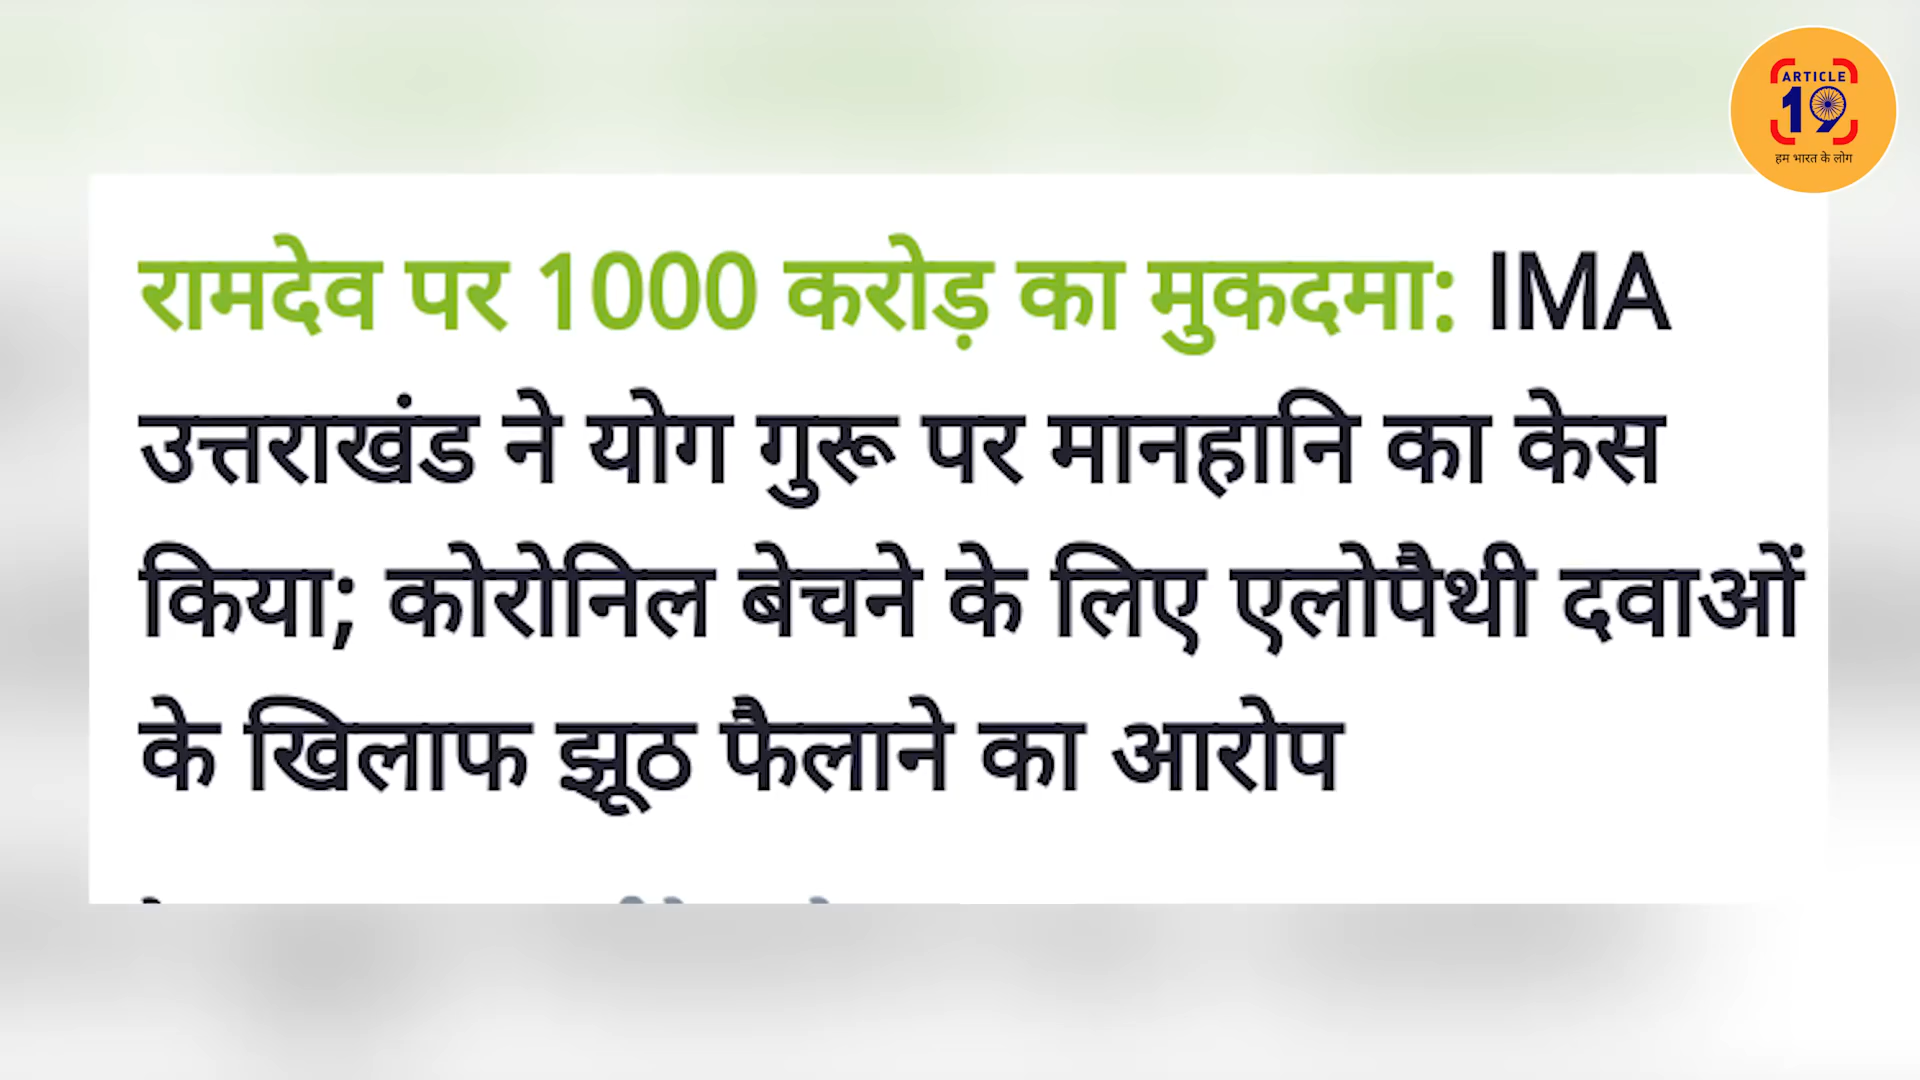 ARTICLE
19
हम भारत के लोग
रामदेव पर 1000 करोड़ का मुकदमा: IMA
उत्तराखंड ने योग गुरू पर मानहानि का केस
किया; कोरोनिल बेचने के लिए एलोपैथी दवाओं
के खिलाफ झूठ फैलाने का आरोप